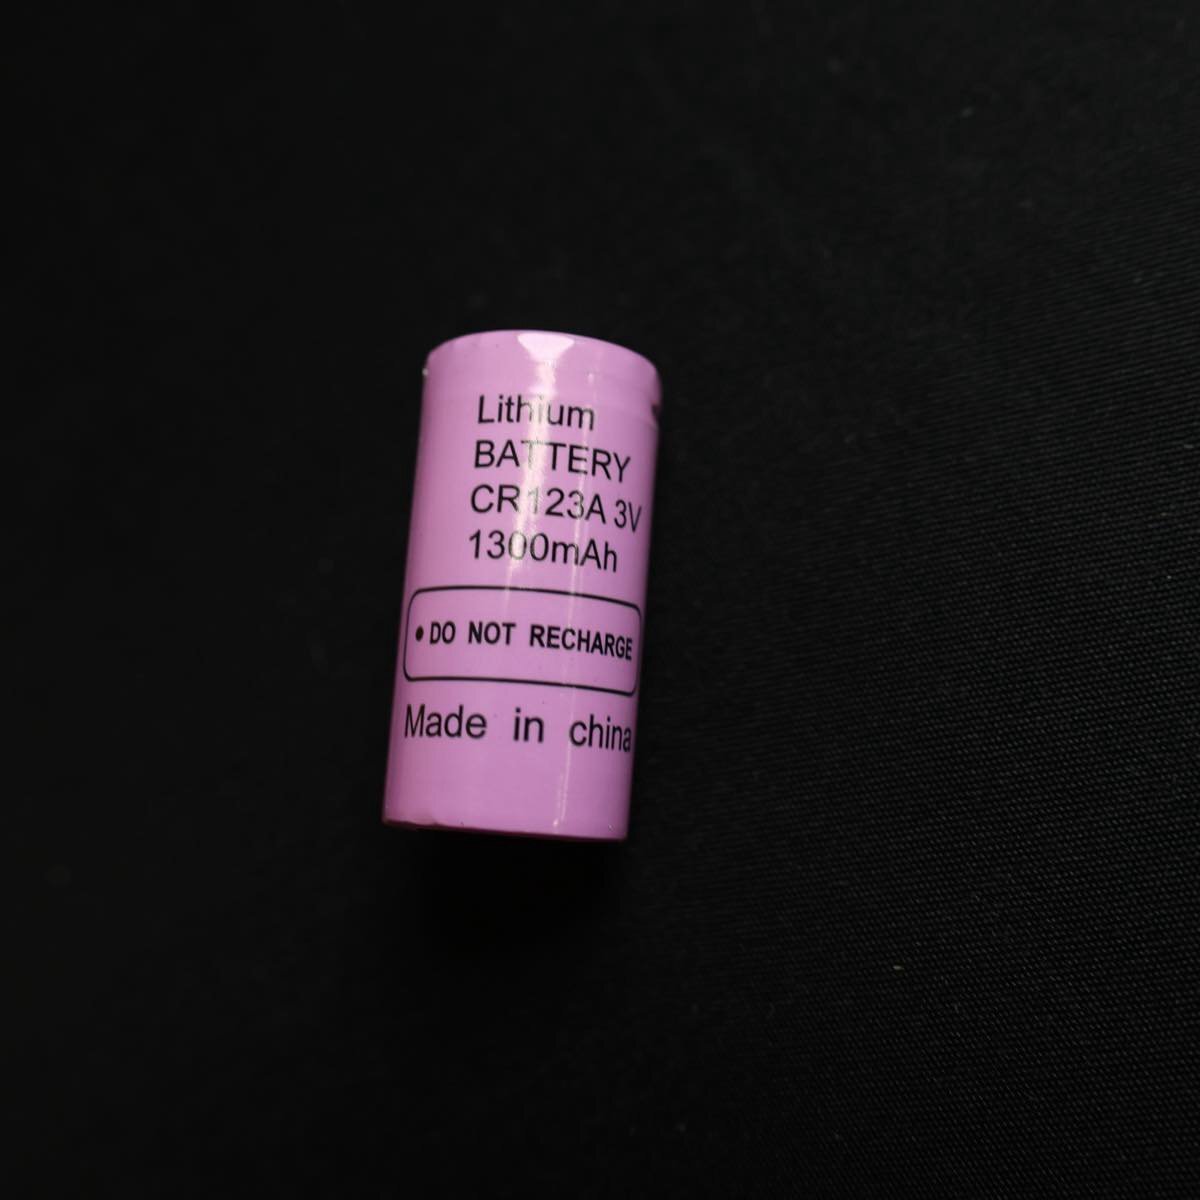 Lithium
BATTERY
CR123A 3V
1300mAh
• DO NOT RECHARGE
Made in china